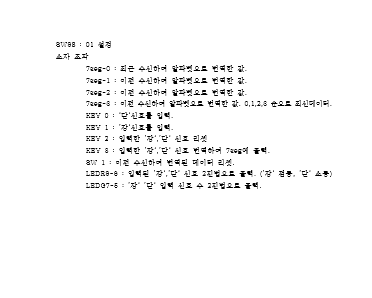 SW98 : 01 설정
소자 조작
7seg-0 : 최근 수신하여 알파벳으로 번역한 값.
7seg-1 : 이전 수신하여 알파벳으로 번역한 값.
7seg-2 : 이전 수신하여 알파벳으로 번역한 값.
7seg-3 : 이전 수신하여 알파벳으로 번역한 값. 0,1,2,3 순으로 최신데이터.
KEY 0 : '단'신호를 입력.
KEY 1 : '장'신호를 입력.
KEY 2 : 입력한 '장','단' 신호 리셋
KEY 3 : 입력한 '장','단' 신호 번역하여 7seg에 출력.
SW 1 : 이전 수신하여 번역된 데이터 리셋.
LEDR9-0 : 입력된 '장','단' 신호 2진법으로 출력. ('장' 점등, '단' 소등)
LEDG7-5 : '장' '단' 입력 신호 수 2진법으로 출력.